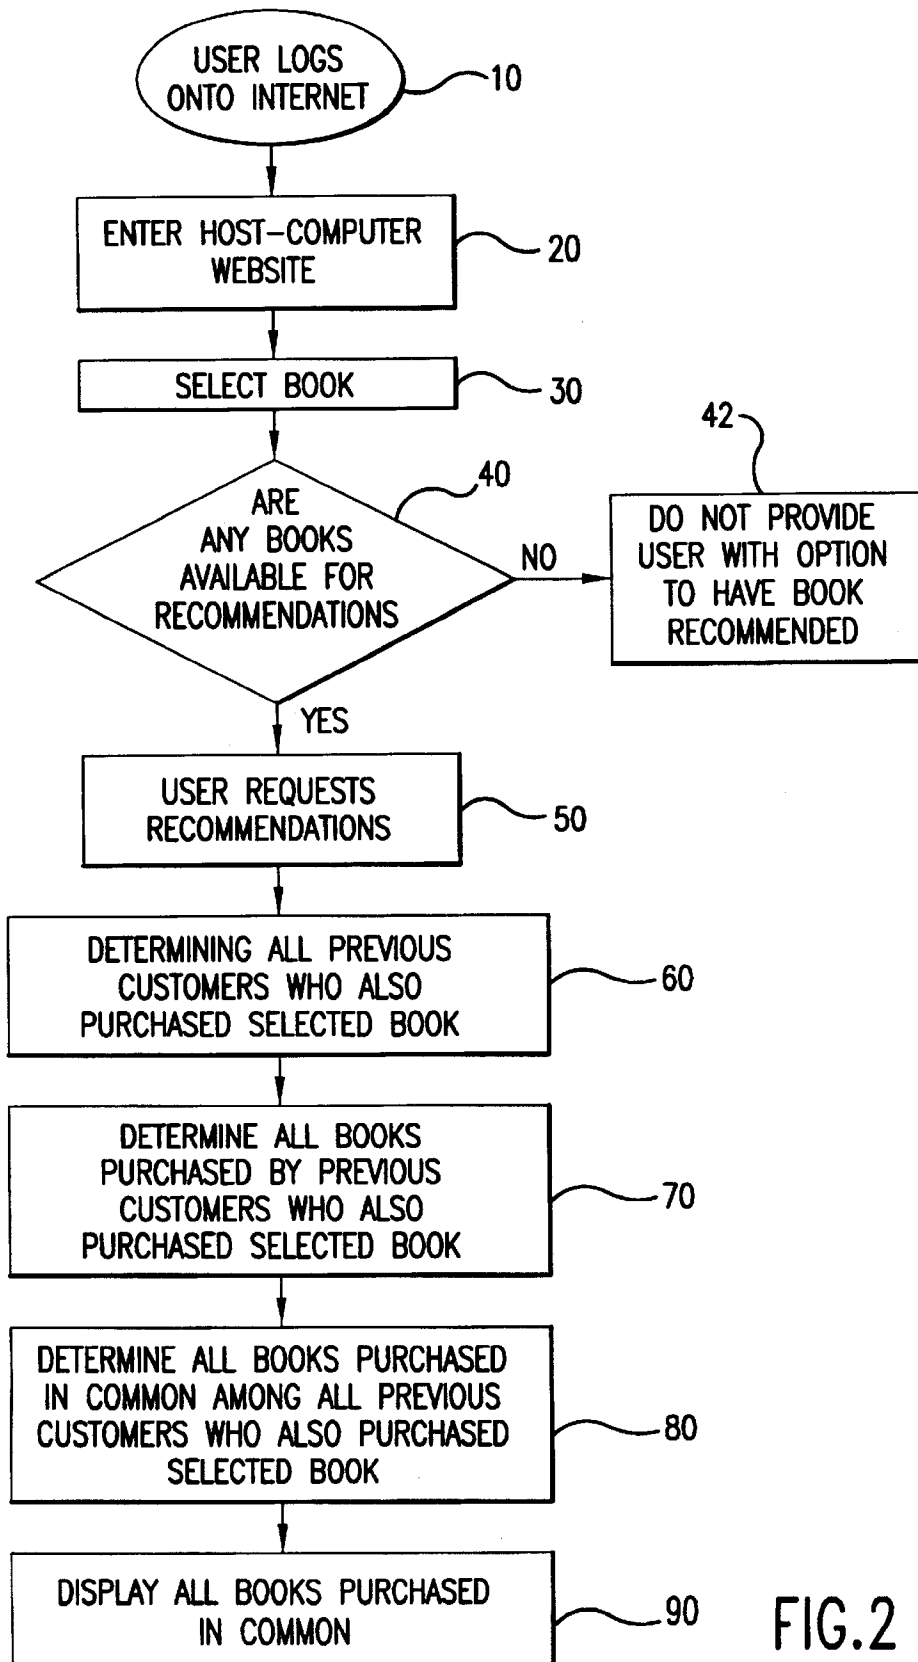 USER LOGS
ONTO INTERNET
10
ENTER HOST-COMPUTER
WEBSITE
20
SELECT BOOK
30
ARE
ANY BOOKS
AVAILABLE FOR
RECOMMENDATIONS
40
NO
42
DO NOT PROVIDE
USER WITH OPTION
TO HAVE BOOK
RECOMMENDED
YES
USER REQUESTS
RECOMMENDATIONS
50
DETERMINING ALL PREVIOUS
CUSTOMERS WHO ALSO
PURCHASED SELECTED BOOK
60
DETERMINE ALL BOOKS
PURCHASED BY PREVIOUS
CUSTOMERS WHO ALSO
PURCHASED SELECTED BOOK
70
DETERMINE ALL BOOKS PURCHASED
IN COMMON AMONG ALL PREVIOUS
CUSTOMERS WHO ALSO PURCHASED
SELECTED BOOK
80
DISPLAY ALL BOOKS PURCHASED
IN COMMON
90
FIG.2